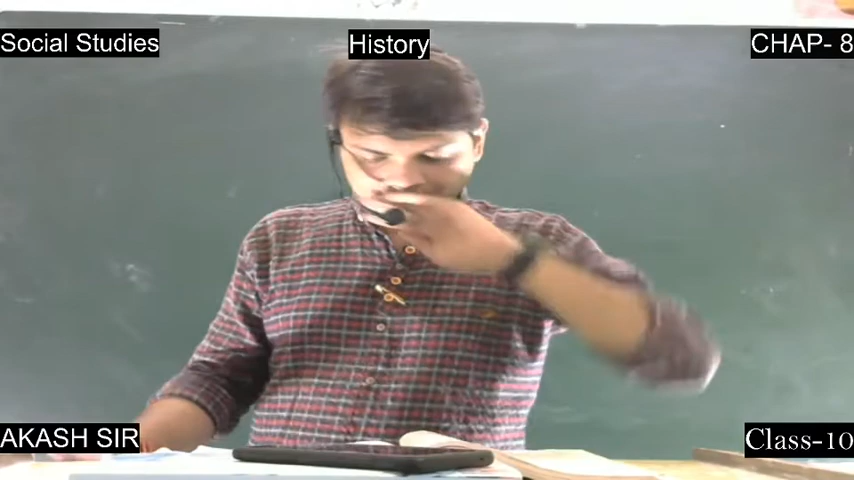 Social Studies
History
CHAP- 8
AKASH SIR
Class-10